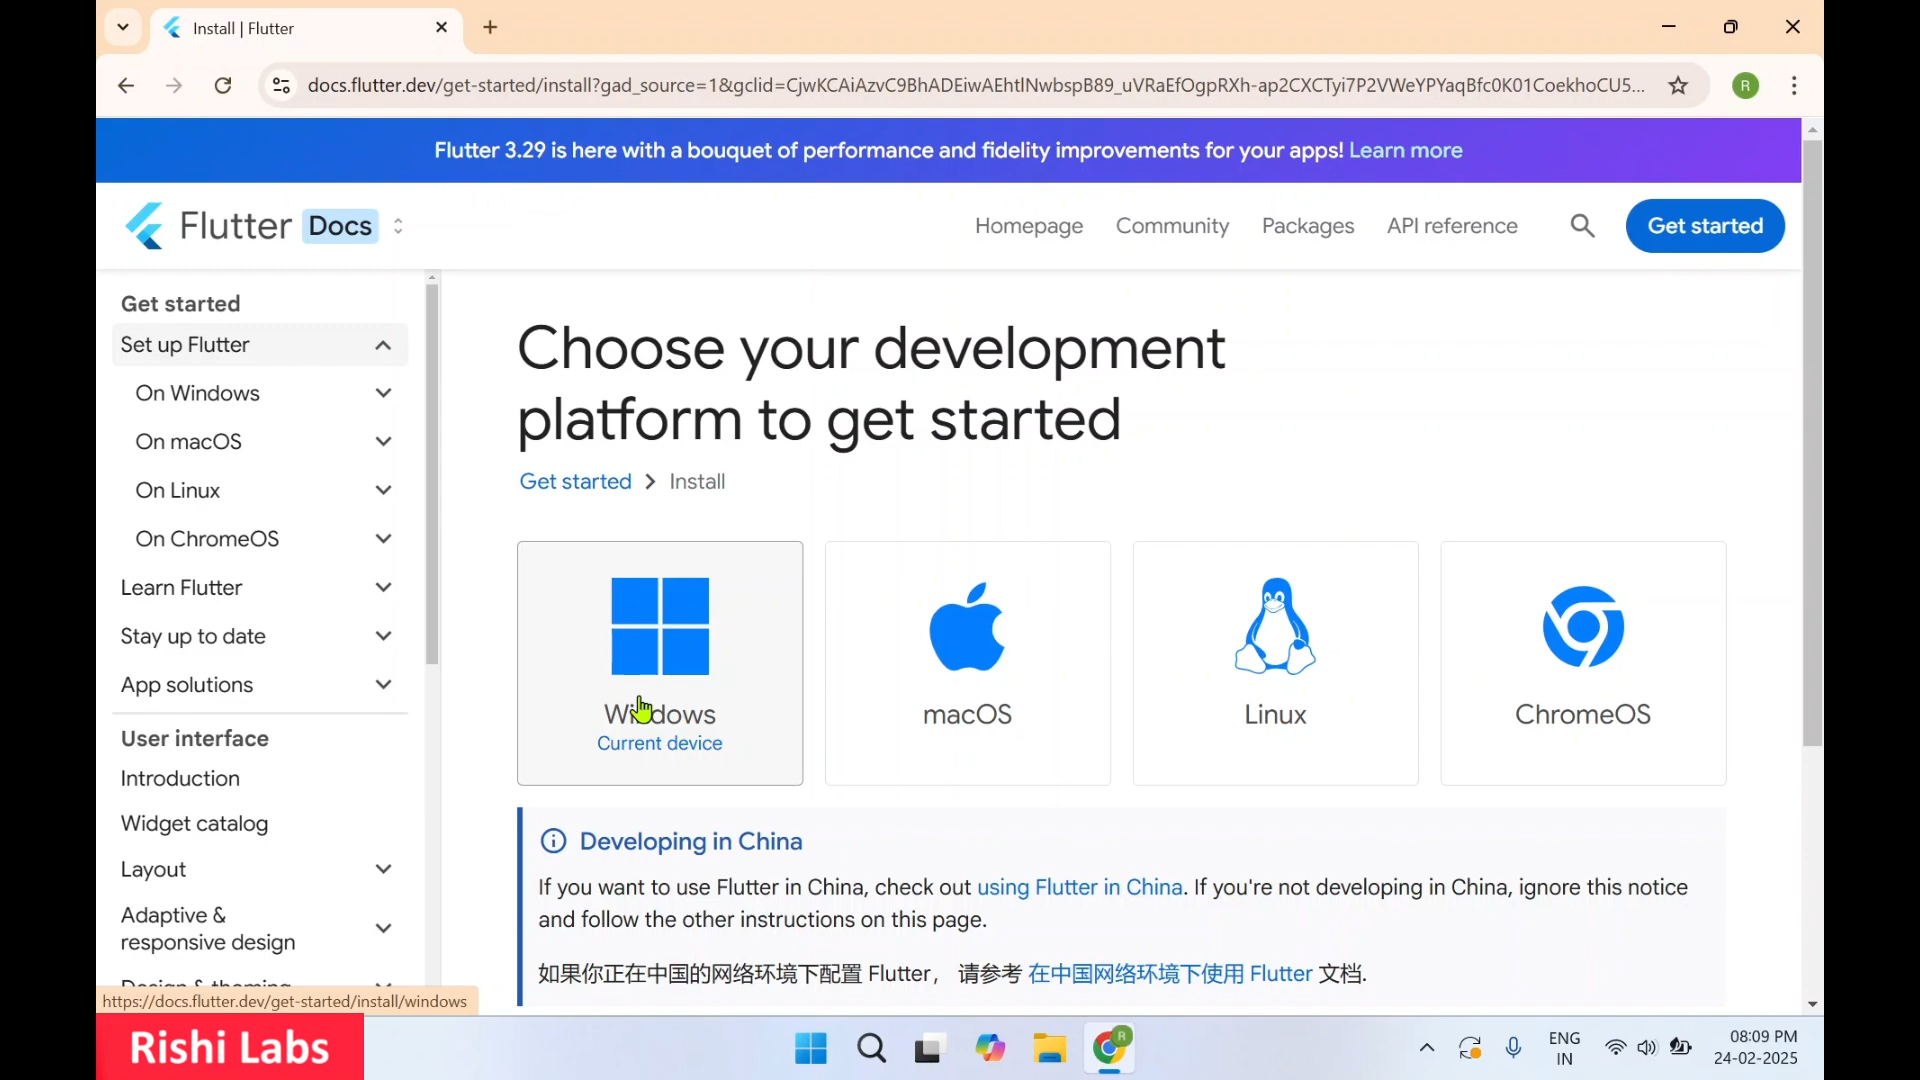 Install | Flutter
docs.flutter.dev/get-started/install?gad_source=1&gclid=CjwKCAiAzvC9BhADEiwAEhtlNwbspB89_uVRaEfOgpRXh-ap2CXCTyi7P2VWeYPYaqBfc0K01CoekhoCU5...
R
Flutter 3.29 is here with a bouquet of performance and fidelity improvements for your apps! Learn more
Flutter Docs
Homepage Community Packages API reference Get started
Get started
Set up Flutter
On Windows
On macOS
On Linux
On ChromeOS
Learn Flutter
Stay up to date
App solutions
User interface
Introduction
Widget catalog
Layout
Adaptive &
responsive design
Design & theming
https://docs.flutter.dev/get-started/install/windows
Choose your development
platform to get started
Get started > Install
Windows
Current device
macOS
Linux
ChromeOS
Developing in China
If you want to use Flutter in China, check out using Flutter in China. If you're not developing in China, ignore this notice
and follow the other instructions on this page.
如果你正在中国的网络环境下配置 Flutter， 请参考 在中国网络环境下使用 Flutter 文档.
Rishi Labs
R
ENG
IN
08:09 PM
24-02-2025